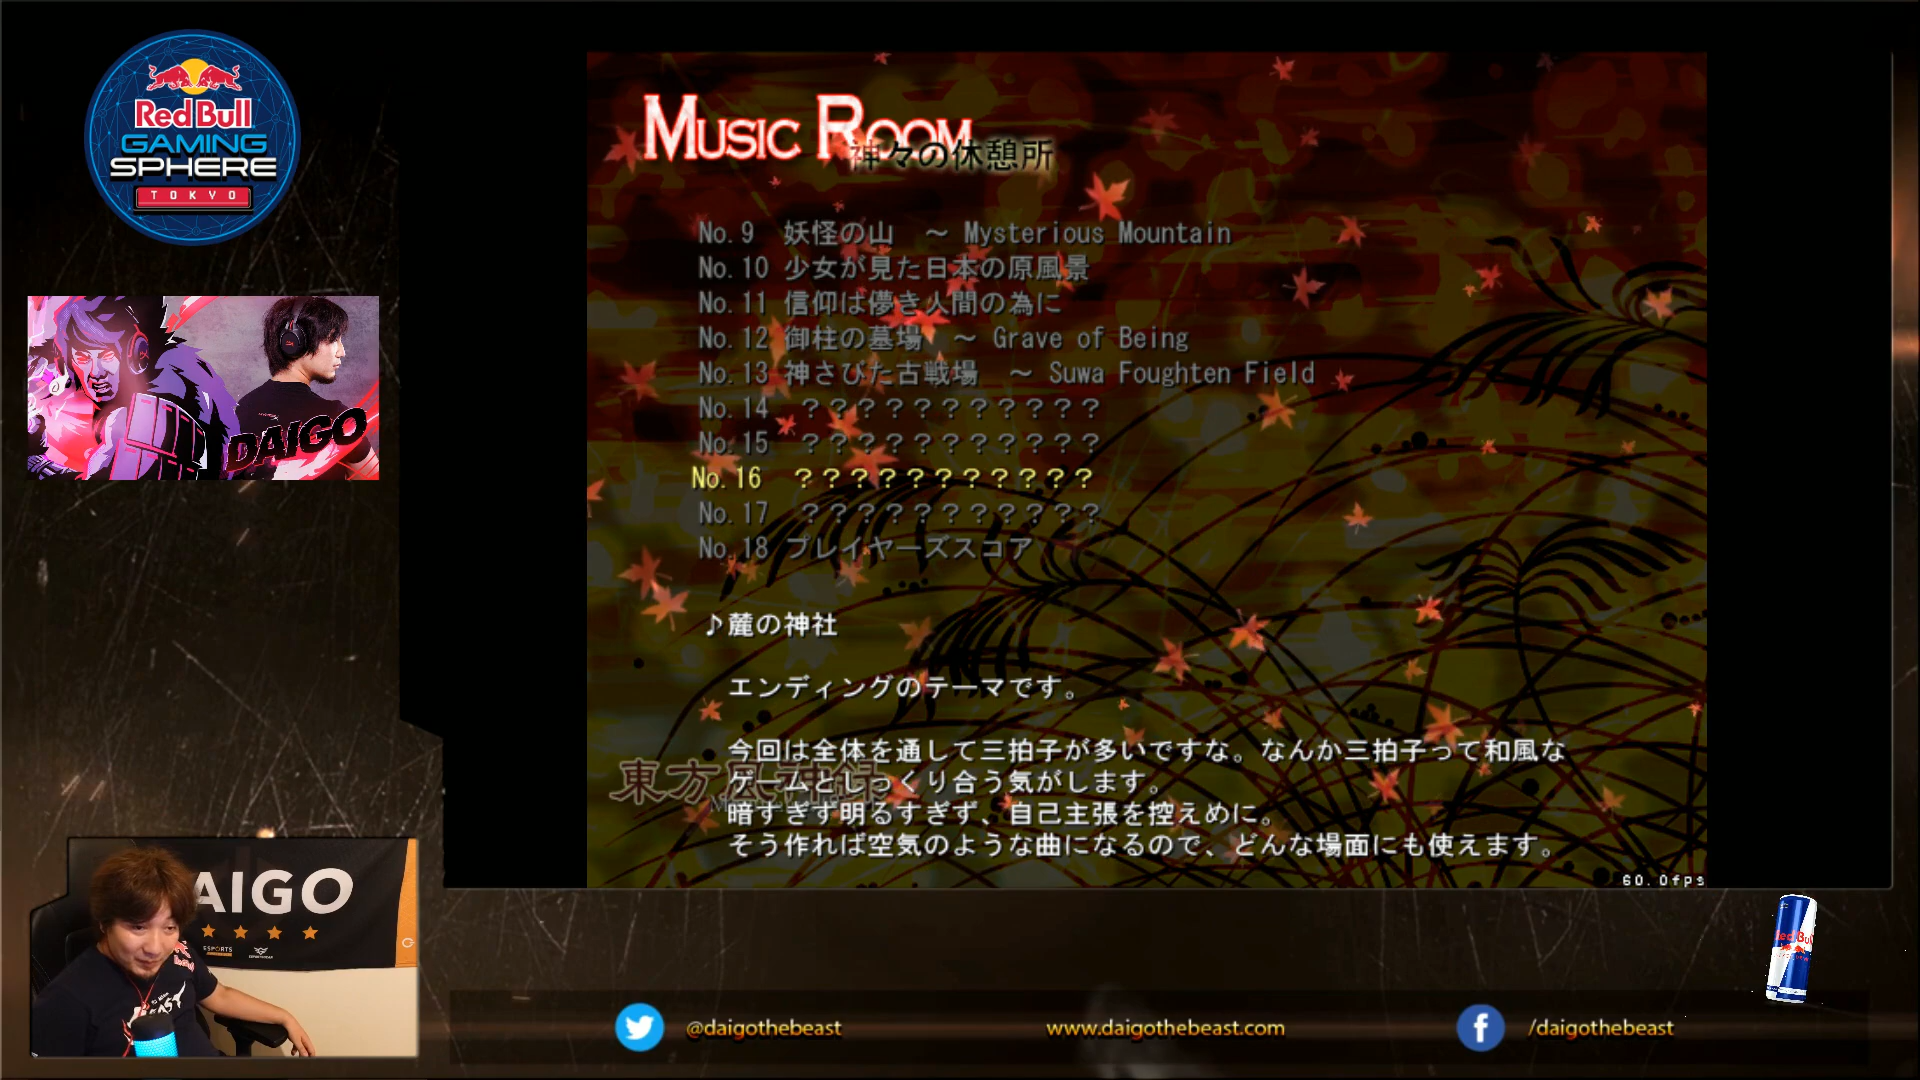 Red Bull
GAMING
SPHERE
TOKYO
MUSIC ROOM
神々の休憩所
No.9 妖怪の山 ～ Mysterious Mountain
No.10 少女が見た日本の原風景
No.11 信仰は儚き人間の為に
No.12 御柱の墓場 ～ Grave of Being
No.13 神さびた古戦場 ～ Suwa Foughten Field
No.14 ???????????
No.15 ???????????
No.16 ???????????
No.17 ???????????
No.18 プレイヤーズスコア
DAIGO
♪麓の神社
エンディングのテーマです。
今回は全体を通して三拍子が多いですな。なんか三拍子って和風な
ゲームとしっくり合う気がします。
暗すぎず明るすぎず、自己主張を控えめに。
そう作れば空気のような曲になるので、どんな場面にも使えます。
東方風神録
60.0fps
AIGO
ESPORTS
Red Bull
@daigothebeast
www.daigothebeast.com
/daigothebeast